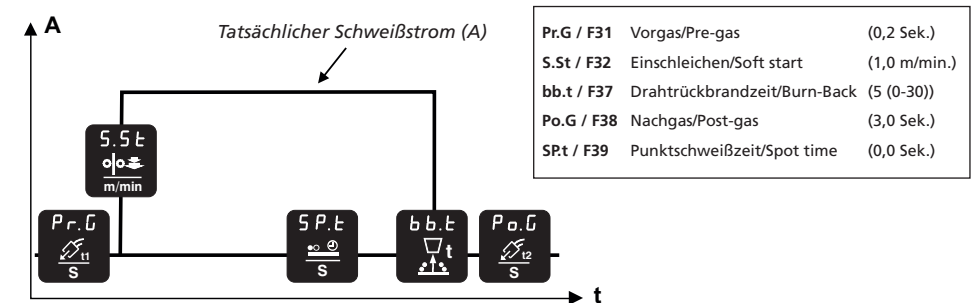 A
Tatsächlicher Schweißstrom (A)
Pr.G / F31 Vorgas/Pre-gas (0,2 Sek.)
S.St / F32 Einschleichen/Soft start (1,0 m/min.)
bb.t / F37 Drahtrückbrandzeit/Burn-Back (5 (0-30))
Po.G / F38 Nachgas/Post-gas (3,0 Sek.)
SP.t / F39 Punktschweißzeit/Spot time (0,0 Sek.)
S.St
m/min
Pr.G
t1
S
SP.t
S
bb.t
t
Po.G
t2
S
t